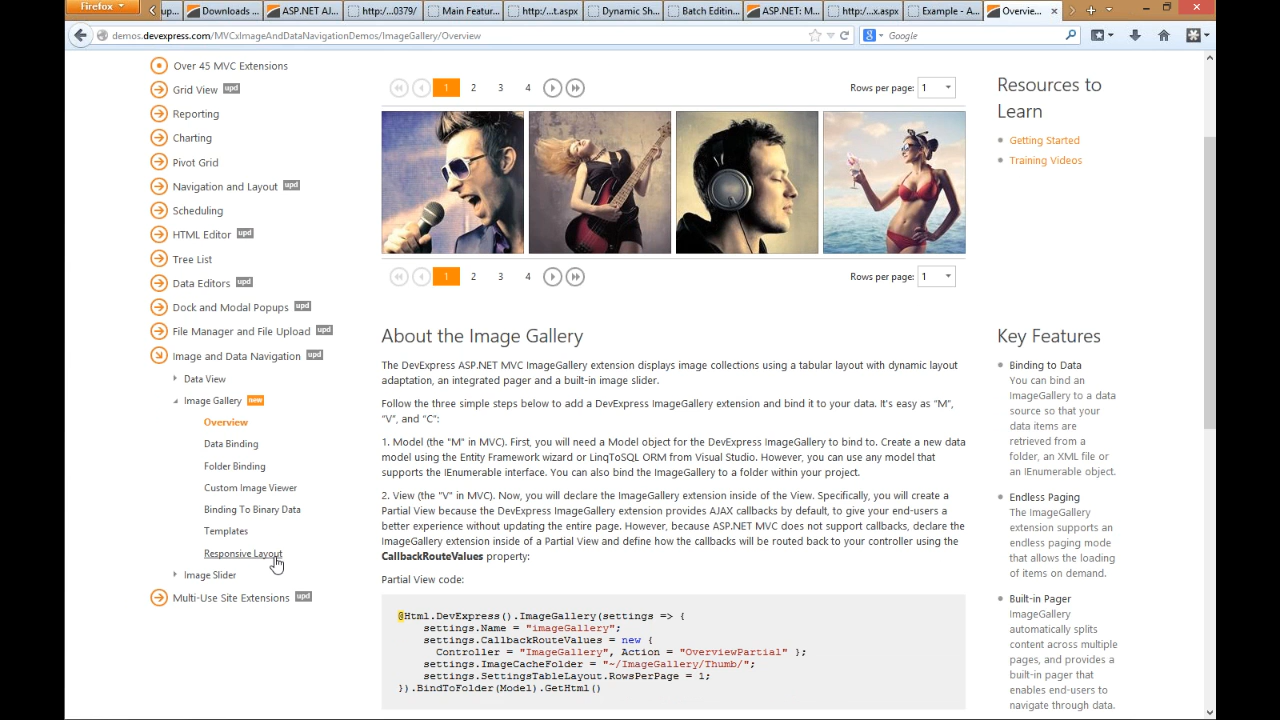 Firefox
...up...
Downloads ...
ASP.NET AJ...
http:/...0379/
Main Featur...
http:/...t.aspx
Dynamic Sh...
Batch Editin...
ASP.NET: M...
http:/...x.aspx
Example - A...
Overvie...
demos.devexpress.com/MVCxImageAndDataNavigationDemos/ImageGallery/Overview
Google
Over 45 MVC Extensions
Grid View upd
Reporting
Charting
Pivot Grid
Navigation and Layout upd
Scheduling
HTML Editor upd
Tree List
Data Editors upd
Dock and Modal Popups upd
File Manager and File Upload upd
Image and Data Navigation upd
Data View
Image Gallery new
Overview
Data Binding
Folder Binding
Custom Image Viewer
Binding To Binary Data
Templates
Responsive Layout
Image Slider
Multi-Use Site Extensions upd
1 2 3 4 Rows per page: 1
1 2 3 4 Rows per page: 1
About the Image Gallery
The DevExpress ASP.NET MVC ImageGallery extension displays image collections using a tabular layout with dynamic layout
adaptation, an integrated pager and a built-in image slider.
Follow the three simple steps below to add a DevExpress ImageGallery extension and bind it to your data. It's easy as “M”,
“V”, and “C”:
1. Model (the "M" in MVC). First, you will need a Model object for the DevExpress ImageGallery to bind to. Create a new data
model using the Entity Framework wizard or LinqToSQL ORM from Visual Studio. However, you can use any model that
supports the IEnumerable interface. You can also bind the ImageGallery to a folder within your project.
2. View (the "V" in MVC). Now, you will declare the ImageGallery extension inside of the View. Specifically, you will create a
Partial View because the DevExpress ImageGallery extension provides AJAX callbacks by default, to give your end-users a
better experience without updating the entire page. However, because ASP.NET MVC does not support callbacks, declare the
ImageGallery extension inside of a Partial View and define how the callbacks will be routed back to your controller using the
CallbackRouteValues property:
Partial View code:
@Html.DevExpress().ImageGallery(settings => {
settings.Name = "imageGallery";
settings.CallbackRouteValues = new {
Controller = "ImageGallery", Action = "OverviewPartial" };
settings.ImageCacheFolder = "~/ImageGallery/Thumb/";
settings.SettingsTableLayout.RowsPerPage = 1;
}).BindToFolder(Model).GetHtml()
Resources to
Learn
Getting Started
Training Videos
Key Features
Binding to Data
You can bind an
ImageGallery to a data
source so that your
data items are
retrieved from a
folder, an XML file or
an IEnumerable object.
Endless Paging
The ImageGallery
extension supports an
endless paging mode
that allows the loading
of items on demand.
Built-in Pager
ImageGallery
automatically splits
content across multiple
pages, and provides a
built-in pager that
enables end-users to
navigate through data.